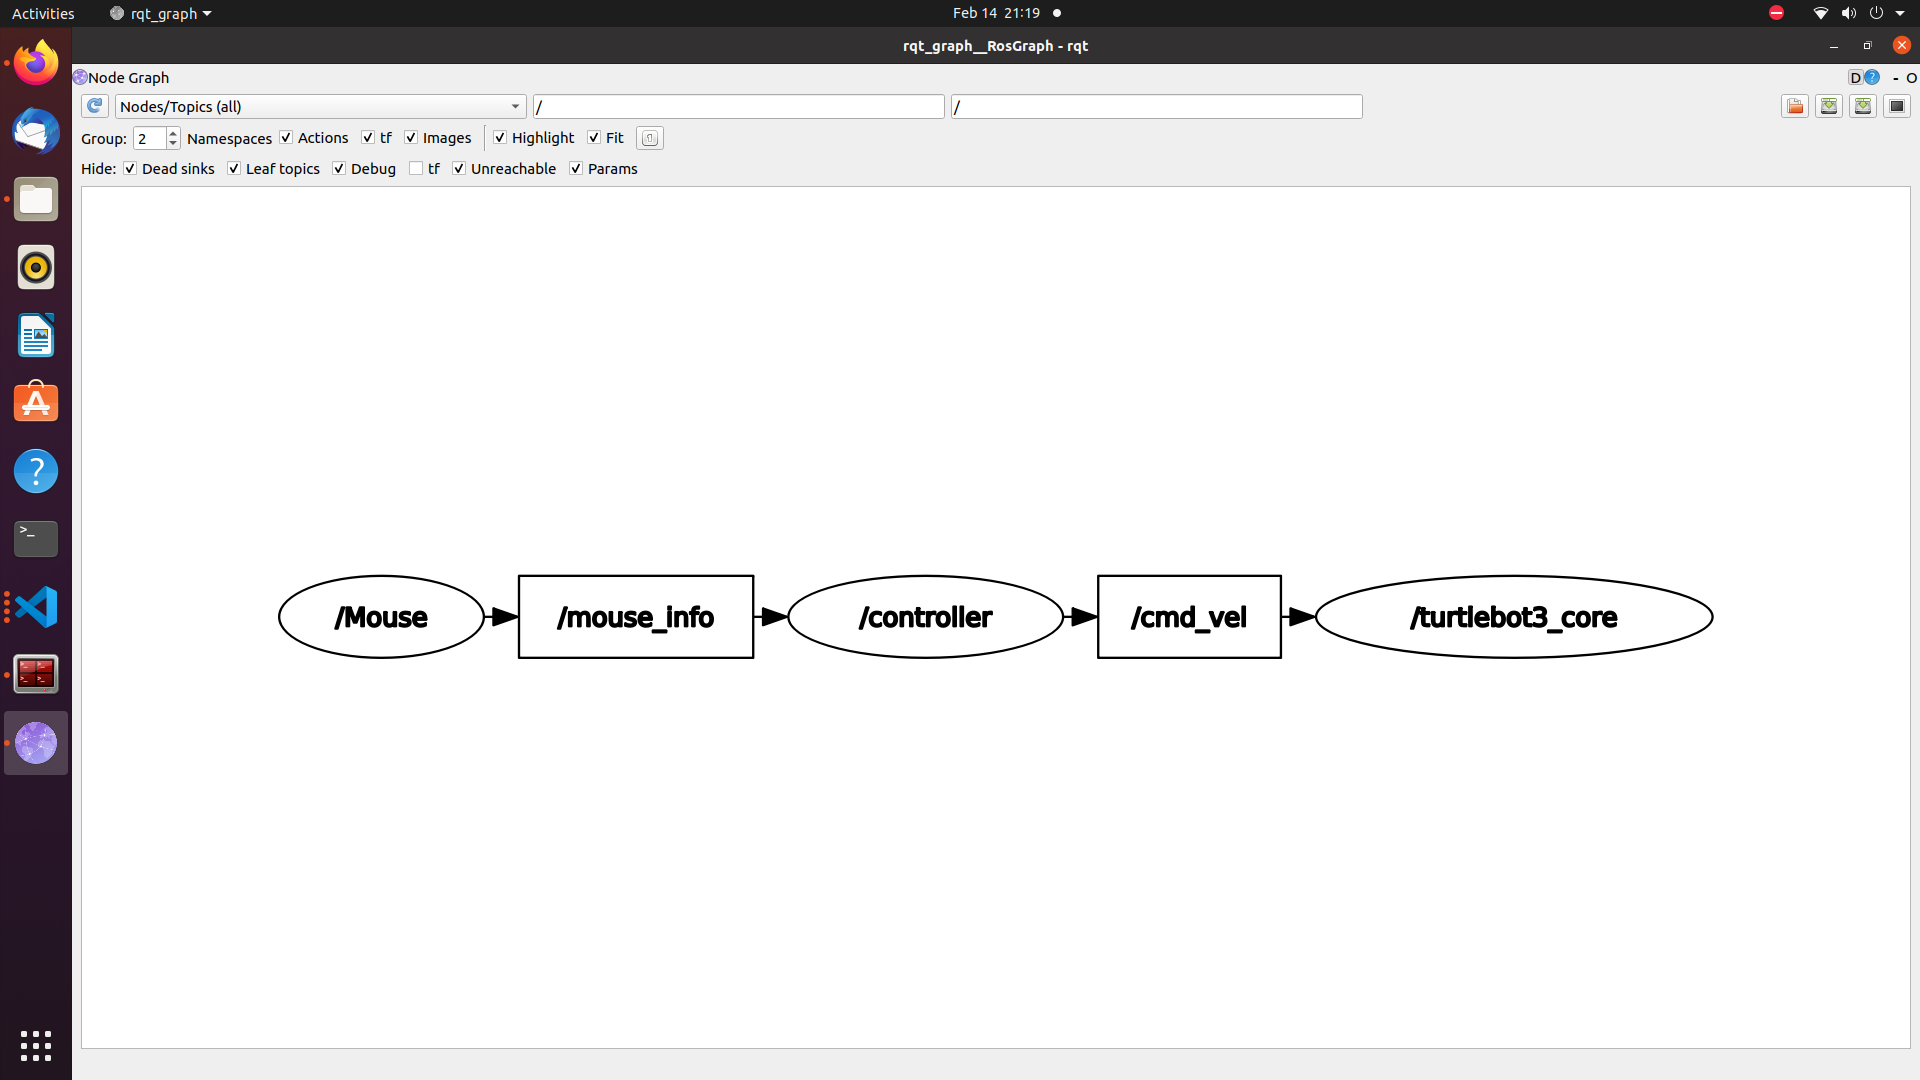 Activities
rqt_graph
Feb 14 21:19
rqt_graph__RosGraph - rqt
Node Graph
D ? - O
Nodes/Topics (all)
/
/
Group: 2 Namespaces Actions tf Images Highlight Fit
Hide: Dead sinks Leaf topics Debug tf Unreachable Params
/Mouse
/mouse_info
/controller
/cmd_vel
/turtlebot3_core